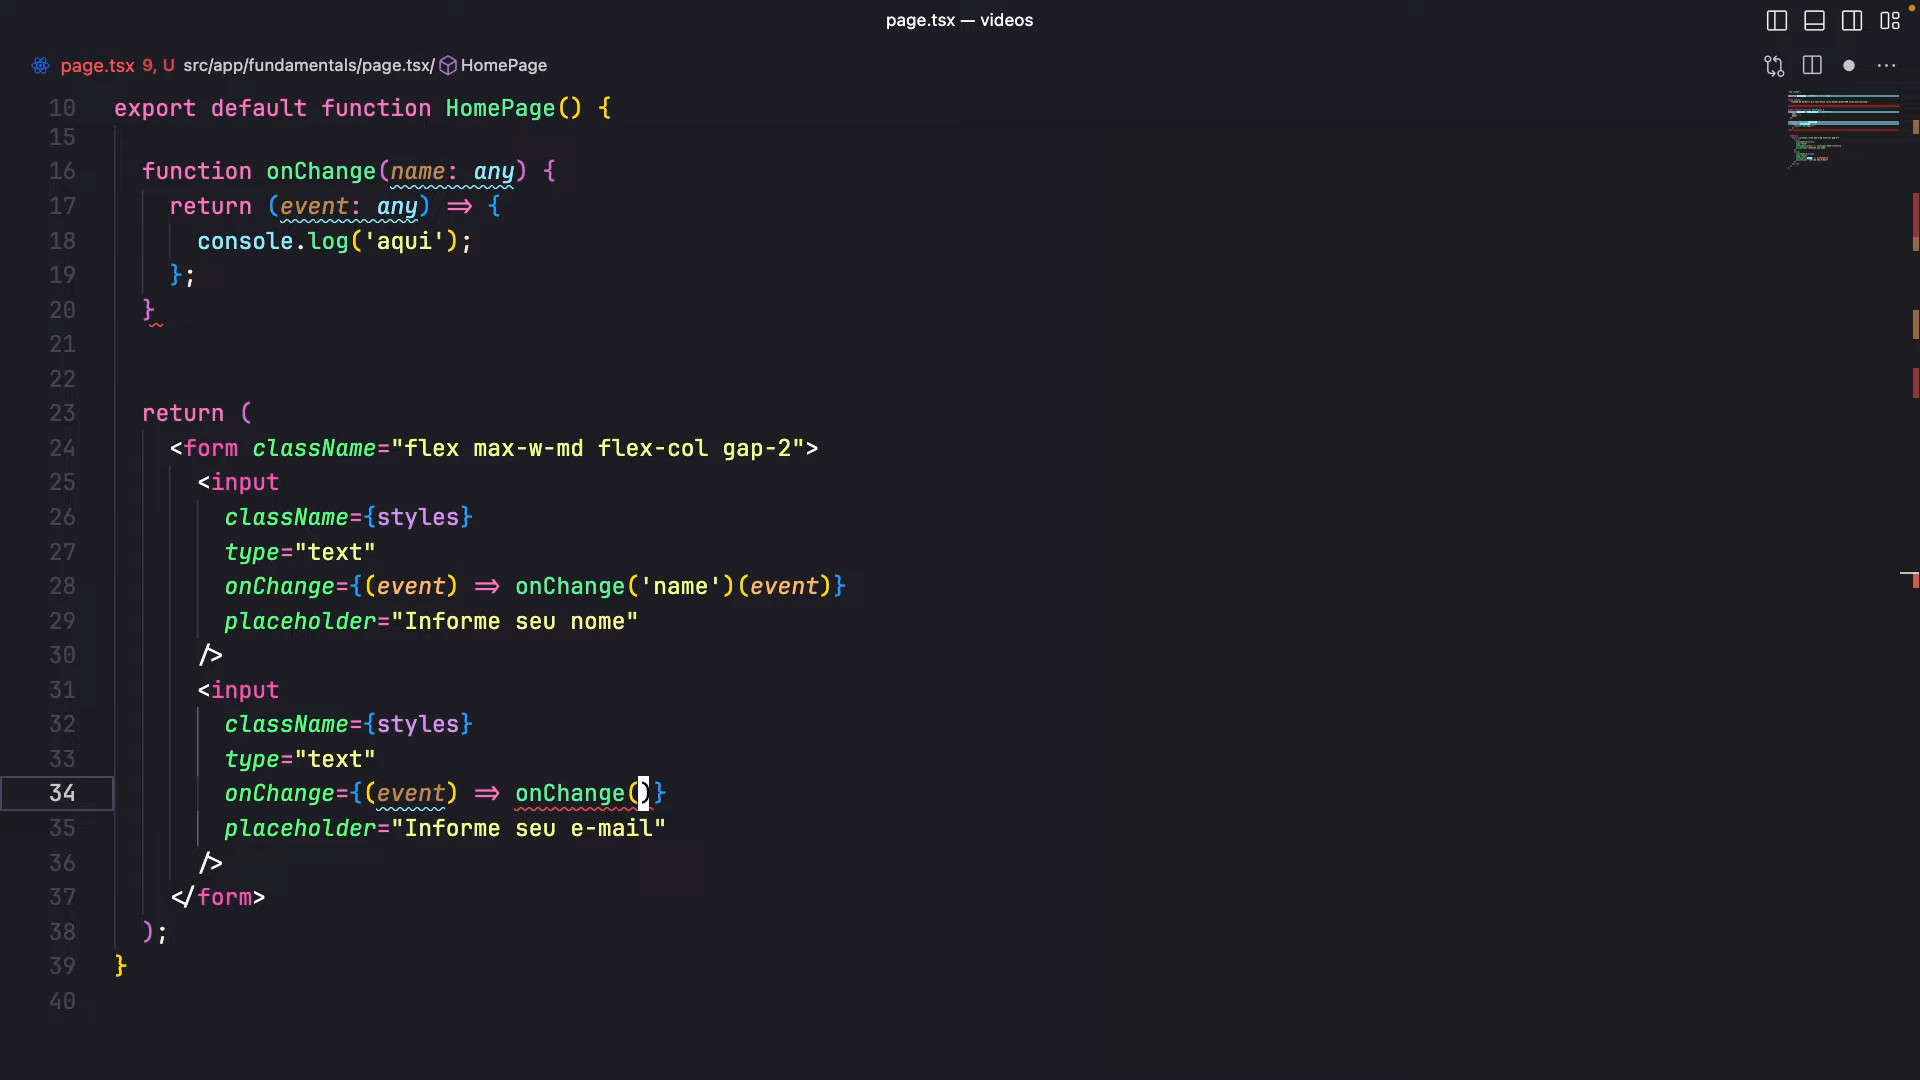 page.tsx — videos
page.tsx 9, U src/app/fundamentals/page.tsx/ HomePage
10 export default function HomePage() {
15
16 function onChange(name: any) {
17 return (event: any) => {
18 console.log('aqui');
19 };
20 }
21
22
23 return (
24 <form className="flex max-w-md flex-col gap-2">
25 <input
26 className={styles}
27 type="text"
28 onChange={(event) => onChange('name')(event)}
29 placeholder="Informe seu nome"
30 />
31 <input
32 className={styles}
33 type="text"
34 onChange={(event) => onChange()}
35 placeholder="Informe seu e-mail"
36 />
37 </form>
38 );
39 }
40